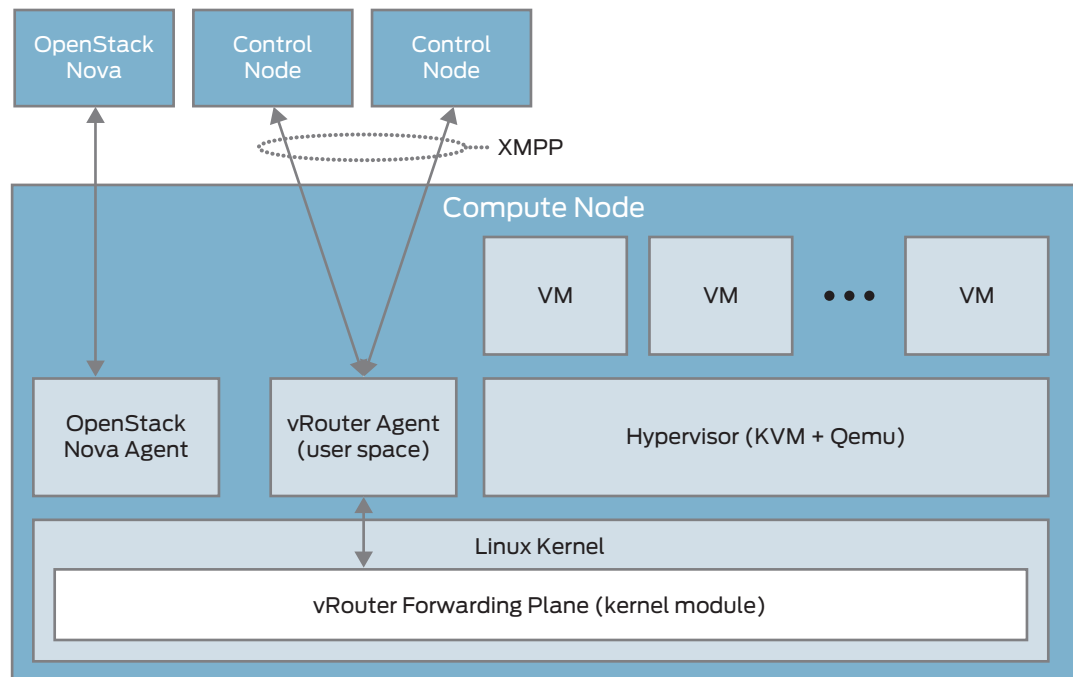 OpenStack
Nova
Control
Node
Control
Node
XMPP
Compute Node
VM
VM
VM
OpenStack
Nova Agent
vRouter Agent
(user space)
Hypervisor (KVM + Qemu)
Linux Kernel
vRouter Forwarding Plane (kernel module)